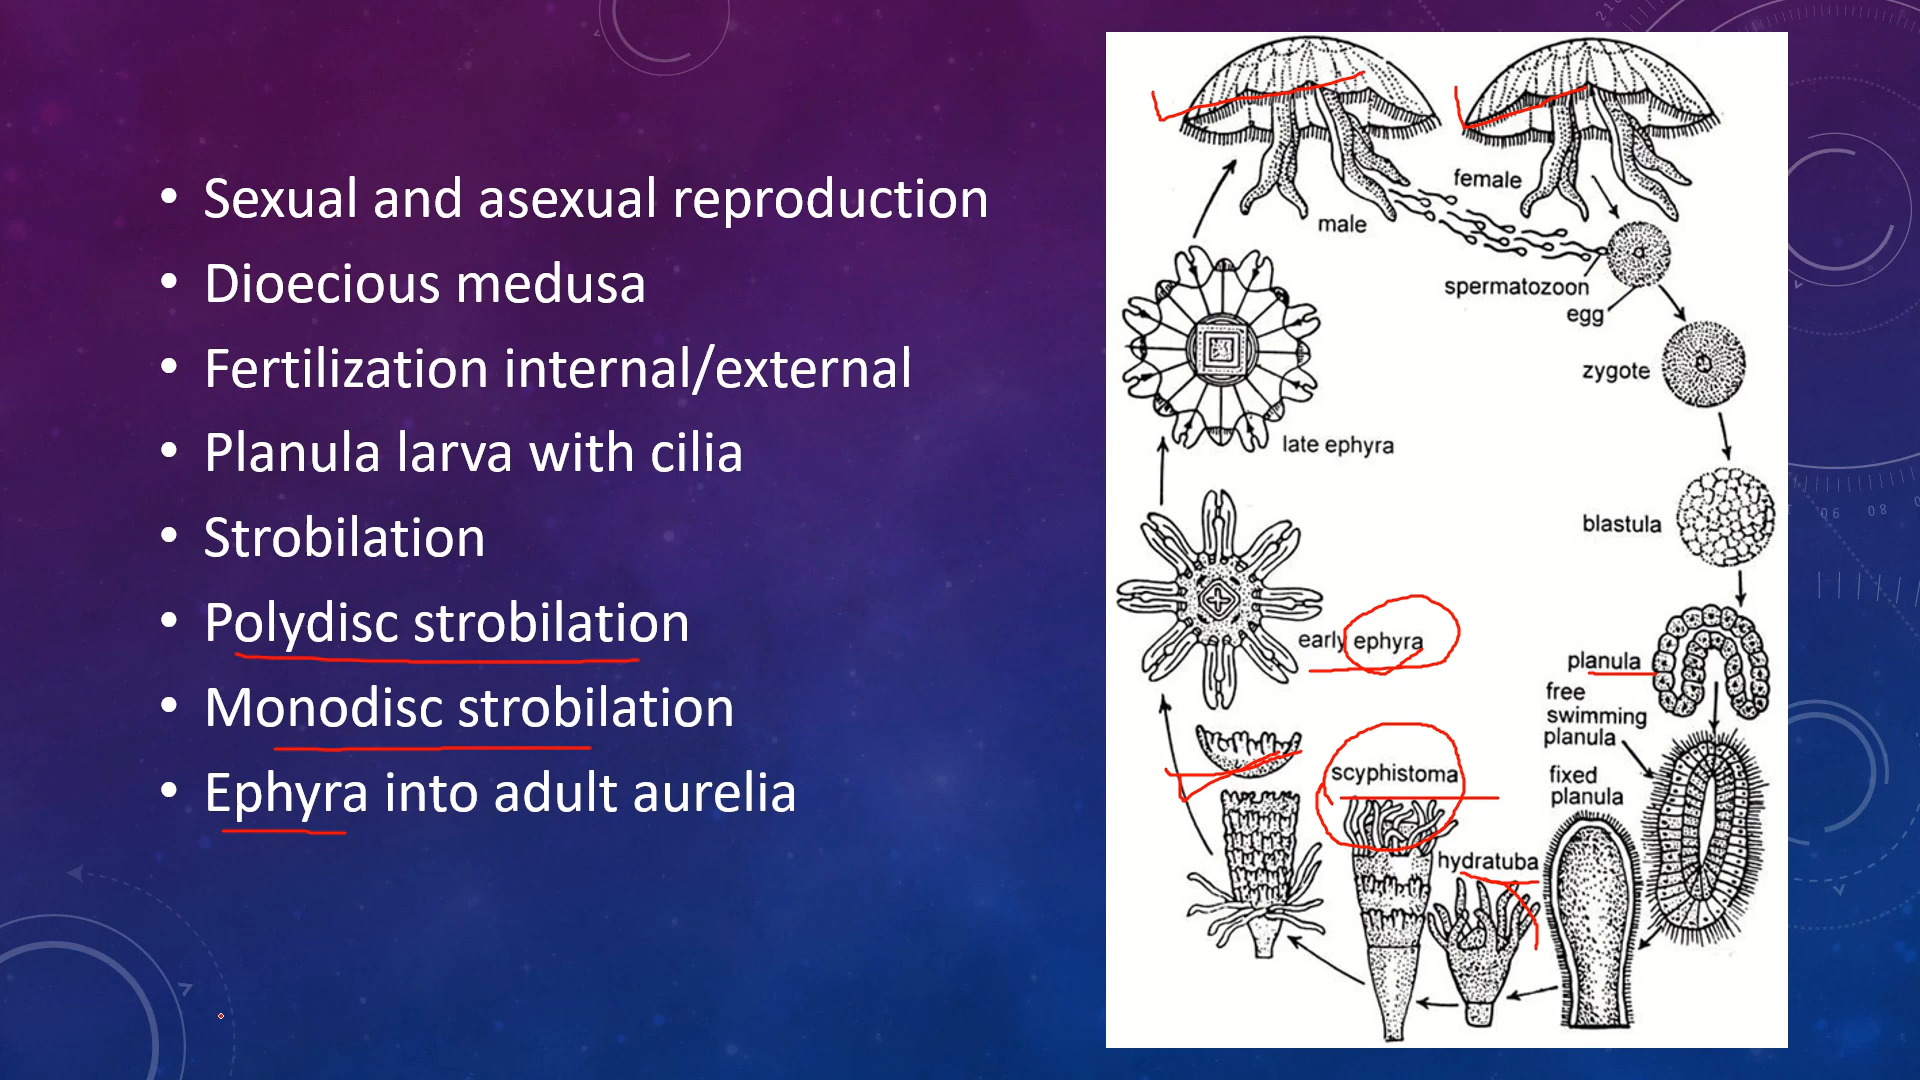 • Sexual and asexual reproduction
• Dioecious medusa
• Fertilization internal/external
• Planula larva with cilia
• Strobilation
• Polydisc strobilation
• Monodisc strobilation
• Ephyra into adult aurelia
female
male
spermatozoon
egg
zygote
late ephyra
blastula
early ephyra
planula
free
swimming
planula
scyphistoma
fixed
planula
hydratuba